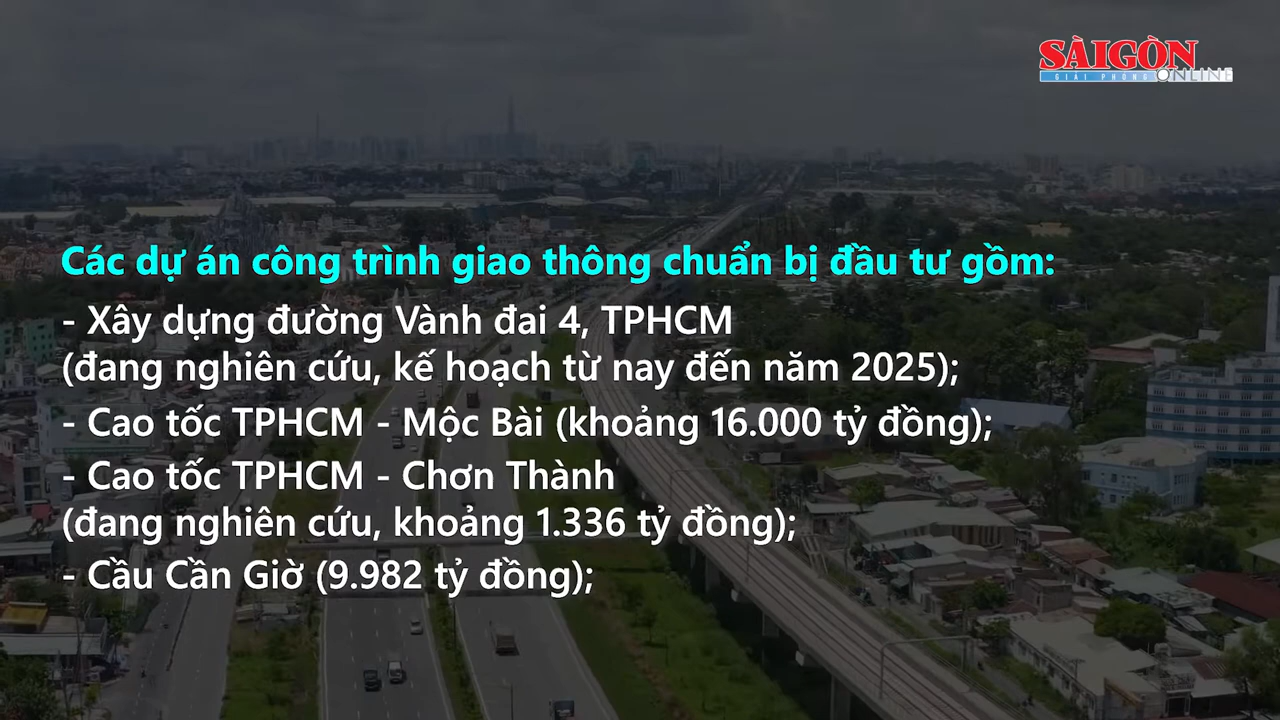 SÀIGÒN
GIẢI PHÓNG ONLINE
Các dự án công trình giao thông chuẩn bị đầu tư gồm:
- Xây dựng đường Vành đai 4, TPHCM
(đang nghiên cứu, kế hoạch từ nay đến năm 2025);
- Cao tốc TPHCM - Mộc Bài (khoảng 16.000 tỷ đồng);
- Cao tốc TPHCM - Chơn Thành
(đang nghiên cứu, khoảng 1.336 tỷ đồng);
- Cầu Cần Giờ (9.982 tỷ đồng);